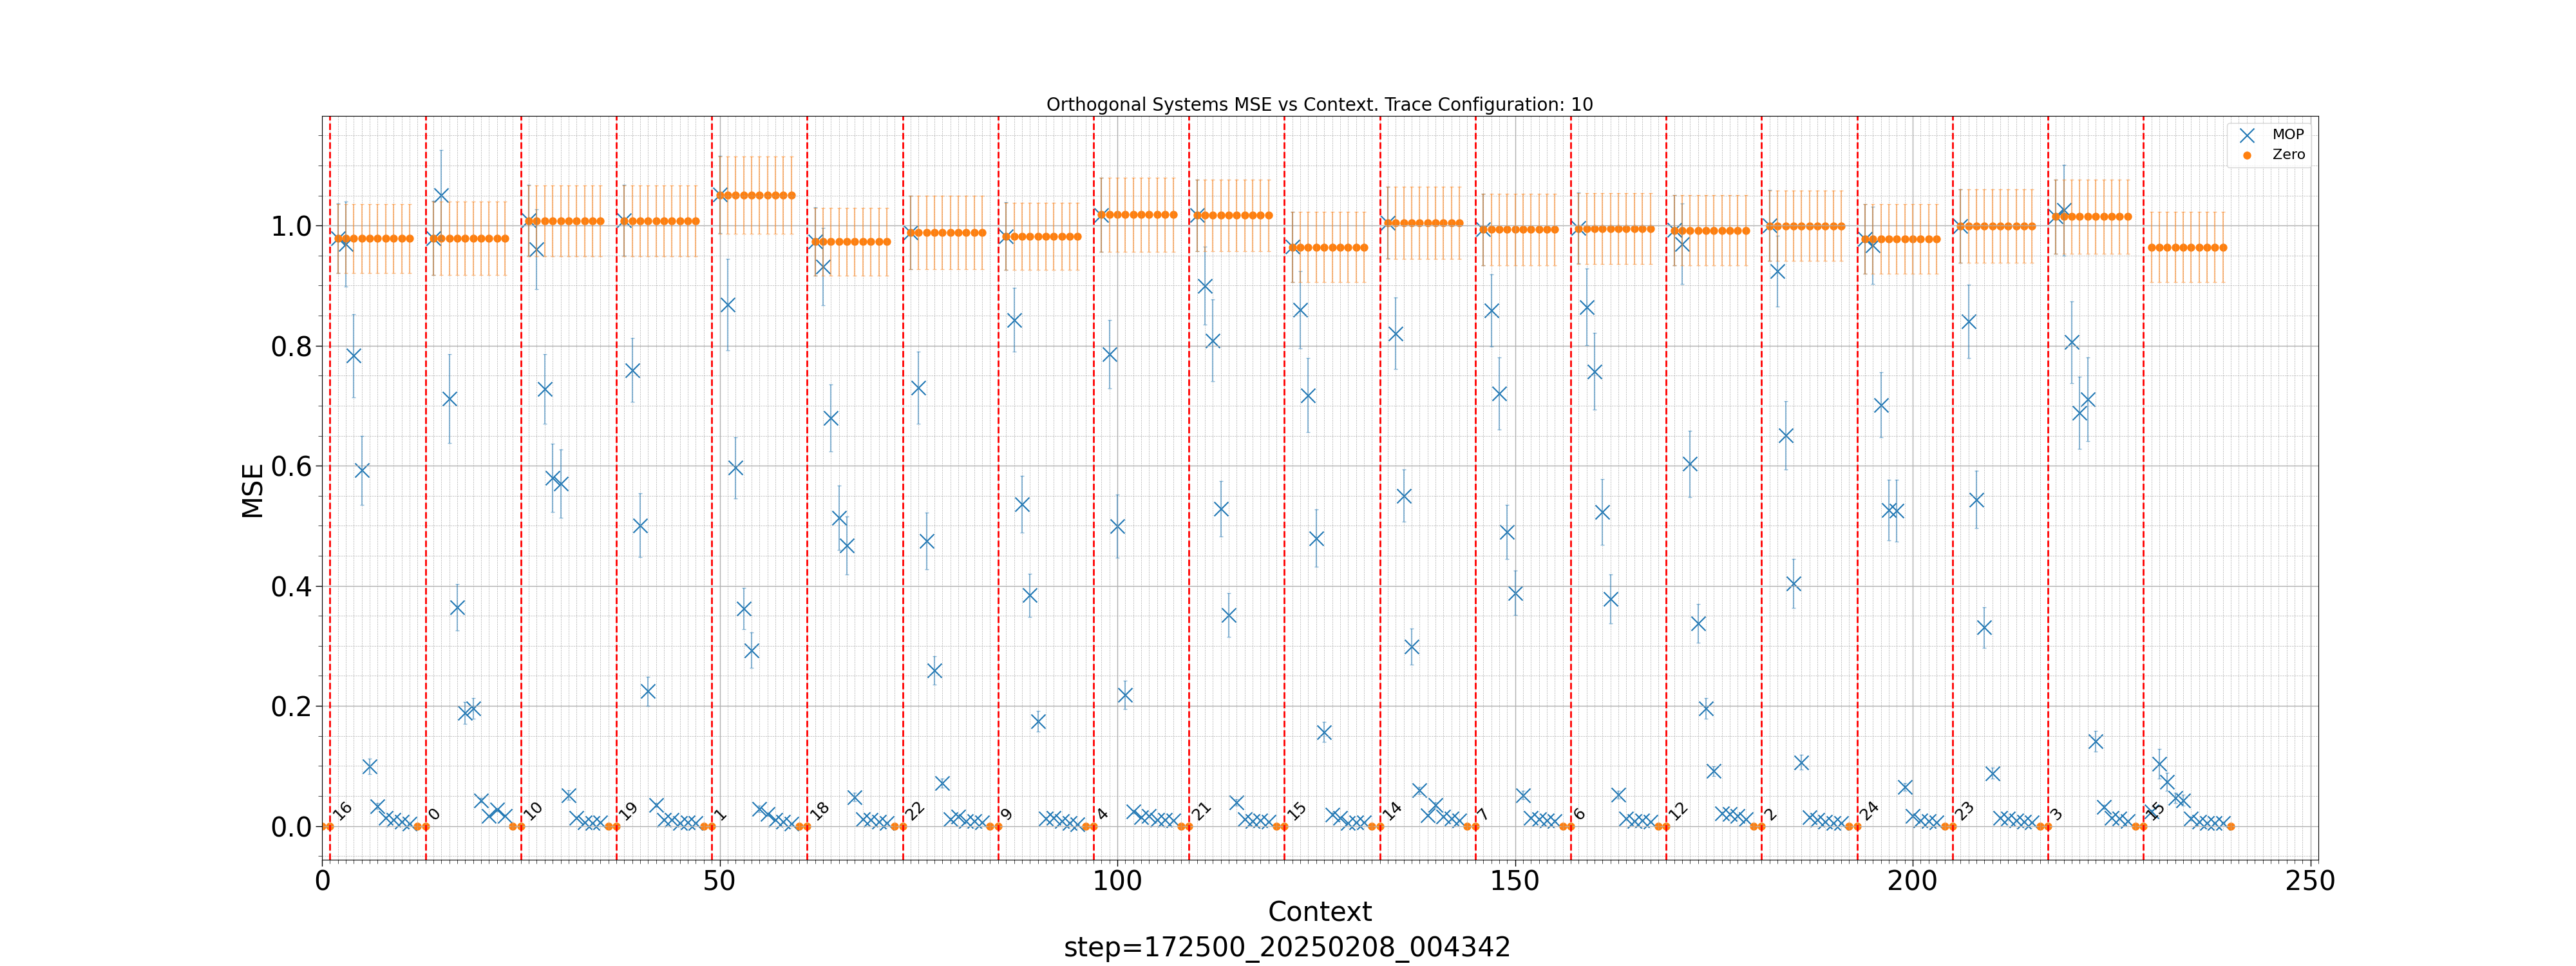 Orthogonal Systems MSE vs Context. Trace Configuration: 10
MOP
Zero
MSE
1.0
0.8
0.6
0.4
0.2
0.0
16 0 10 19 1 18 22 9 4 21 15 14 7 6 12 2 24 23 3 15
0 50 100 150 200 250
Context
step=172500_20250208_004342